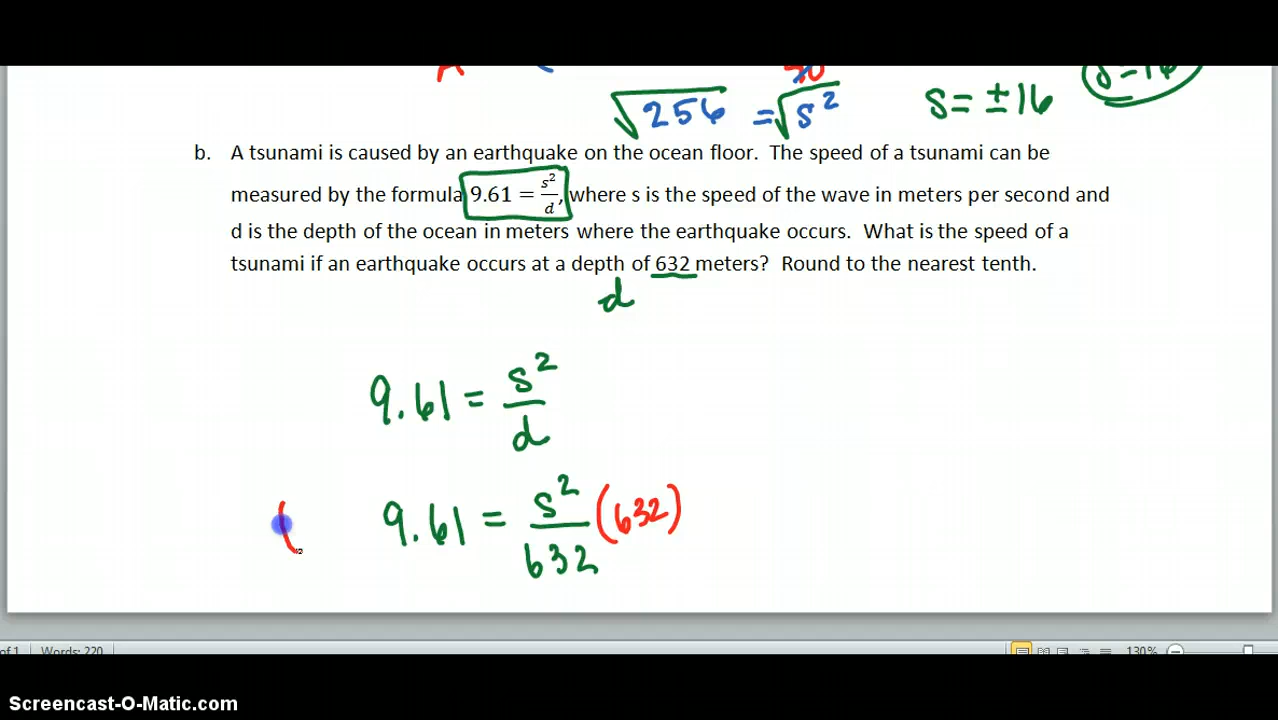 √256 = √s² s = ±16
b. A tsunami is caused by an earthquake on the ocean floor. The speed of a tsunami can be
measured by the formula 9.61 = s²/d, where s is the speed of the wave in meters per second and
d is the depth of the ocean in meters where the earthquake occurs. What is the speed of a
tsunami if an earthquake occurs at a depth of 632 meters? Round to the nearest tenth.
d
9.61 = s²/d
( 9.61 = s²/632 (632)
of 1 Words: 220 130%
Screencast-O-Matic.com